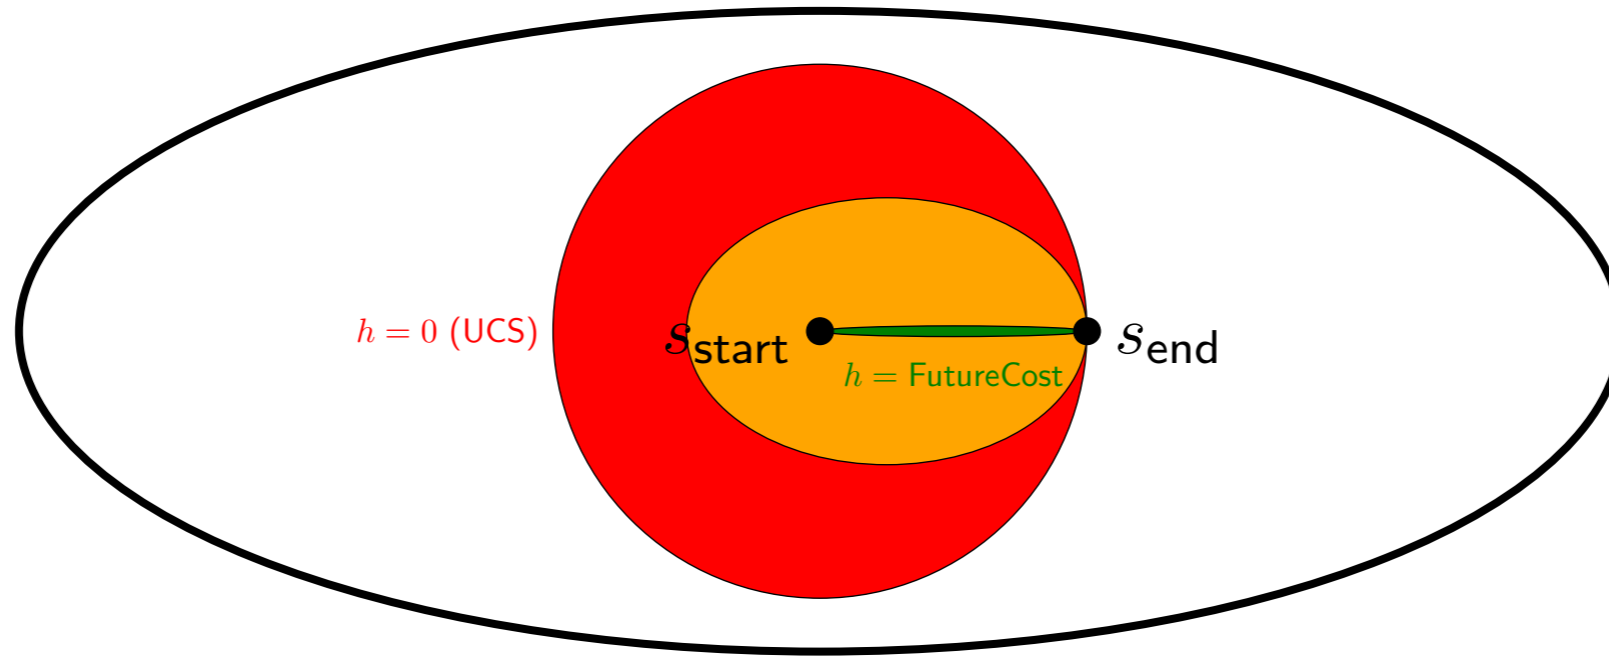 h = 0 (UCS)
s_start
s_end
h = FutureCost